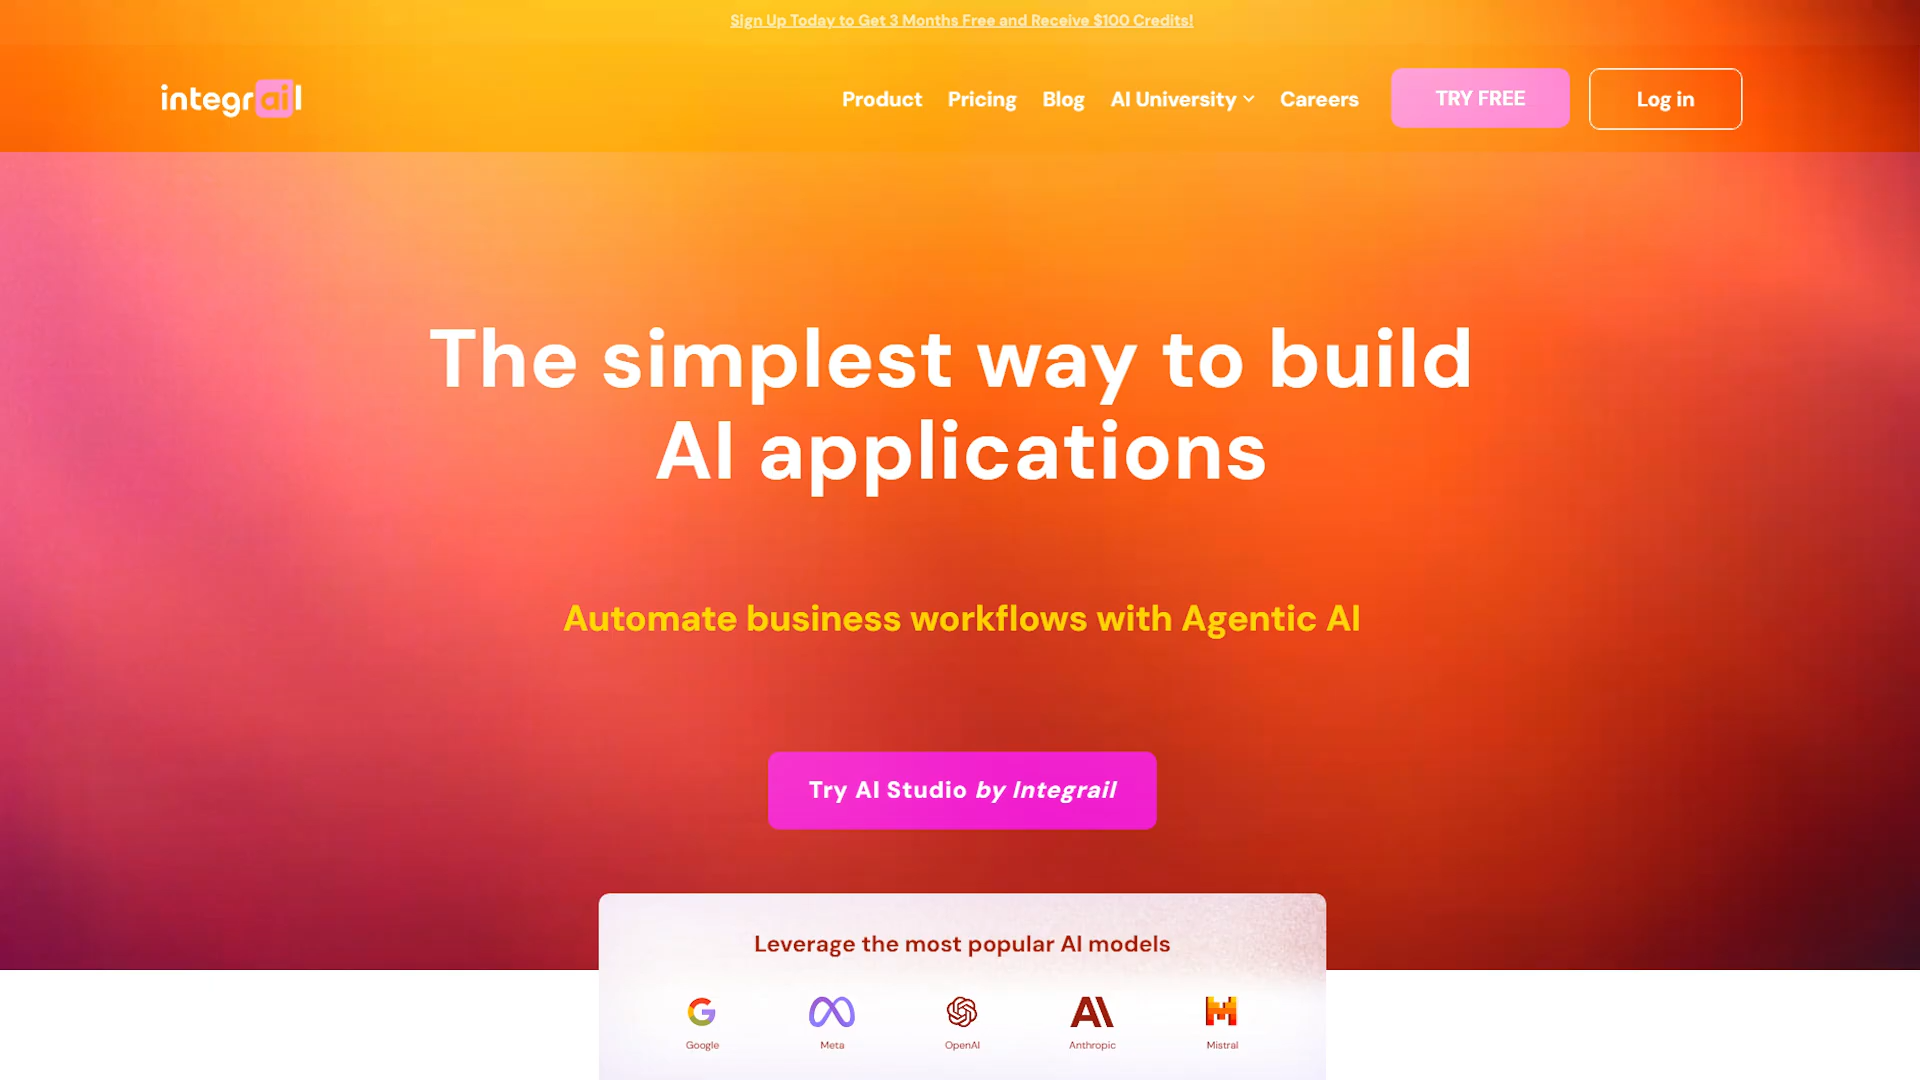 Sign Up Today to Get 3 Months Free and Receive $100 Credits!
integrail
Product Pricing Blog AI University Careers TRY FREE Log in
The simplest way to build
AI applications
Automate business workflows with Agentic AI
Try AI Studio by Integrail
Leverage the most popular AI models
Google Meta OpenAI Anthropic Mistral